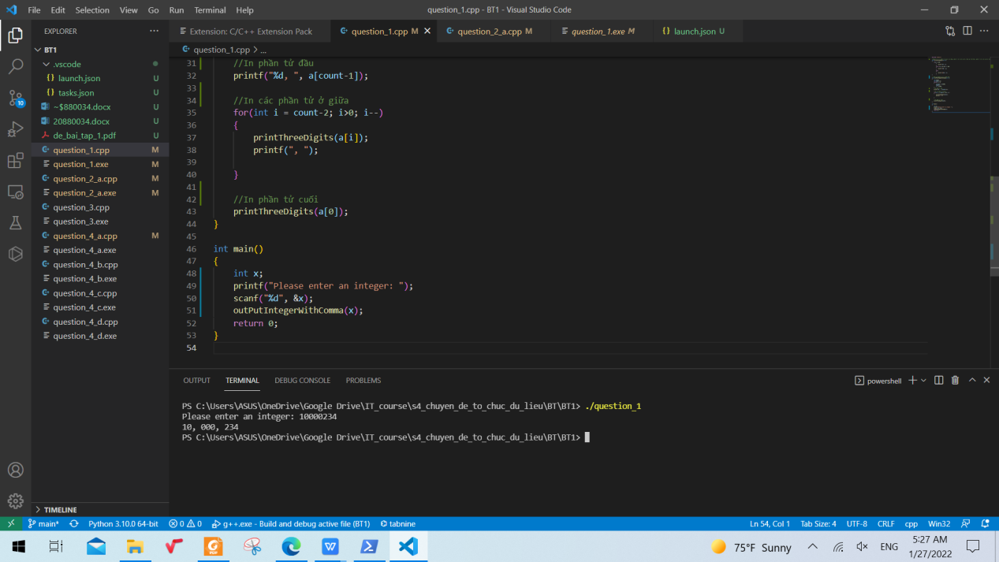 File Edit Selection View Go Run Terminal Help
question_1.cpp - BT1 - Visual Studio Code
EXPLORER
Extension: C/C++ Extension Pack
question_1.cpp M
question_2_a.cpp M
question_1.exe M
launch.json U
BT1
.vscode
launch.json U
tasks.json U
~$880034.docx U
20880034.docx U
de_bai_tap_1.pdf U
question_1.cpp M
question_1.exe M
question_2_a.cpp M
question_2_a.exe M
question_3.cpp
question_3.exe
question_4_a.cpp M
question_4_a.exe
question_4_b.cpp
question_4_b.exe
question_4_c.cpp
question_4_c.exe
question_4_d.cpp
question_4_d.exe
TIMELINE
10
question_1.cpp > ...
31 //In phần tử đầu
32 printf("%d, ", a[count-1]);
33
34 //In các phần tử ở giữa
35 for(int i = count-2; i>0; i--)
36 {
37 printThreeDigits(a[i]);
38 printf(", ");
39
40 }
41
42 //In phần tử cuối
43 printThreeDigits(a[0]);
44 }
45
46 int main()
47 {
48 int x;
49 printf("Please enter an integer: ");
50 scanf("%d", &x);
51 outPutIntegerWithComma(x);
52 return 0;
53 }
54
OUTPUT TERMINAL DEBUG CONSOLE PROBLEMS
powershell
PS C:\Users\ASUS\OneDrive\Google Drive\IT_course\s4_chuyen_de_to_chuc_du_lieu\BT\BT1> ./question_1
Please enter an integer: 10000234
10, 000, 234
PS C:\Users\ASUS\OneDrive\Google Drive\IT_course\s4_chuyen_de_to_chuc_du_lieu\BT\BT1>
main* Python 3.10.0 64-bit 0 0 g++.exe - Build and debug active file (BT1) tabnine
Ln 54, Col 1 Tab Size: 4 UTF-8 CRLF cpp Win32
75°F Sunny ENG
5:27 AM
1/27/2022